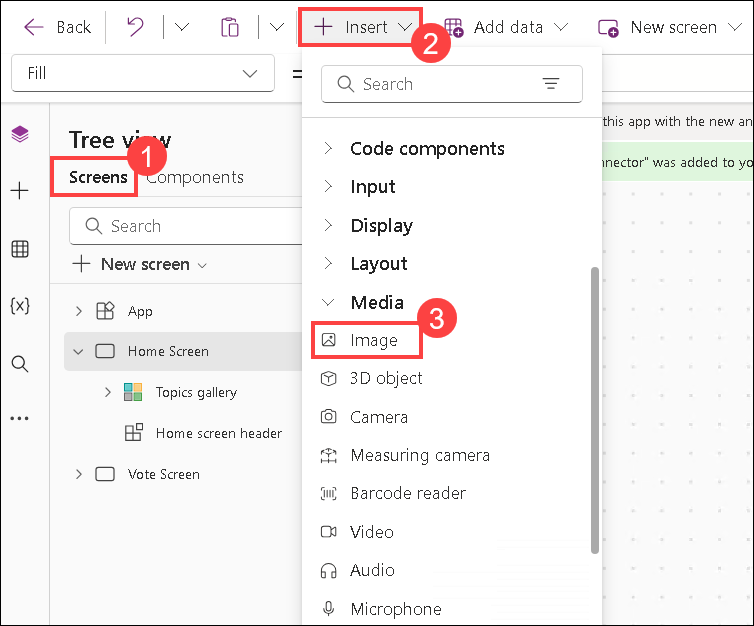 Back
Insert
2
Add data
New screen
Fill
=
Search
Tree view
1
Screens
Components
Search
New screen
App
Home Screen
Topics gallery
Home screen header
Vote Screen
Code components
Input
Display
Layout
Media
3
Image
3D object
Camera
Measuring camera
Barcode reader
Video
Audio
Microphone
this app with the new an
nnector" was added to yo
{x}